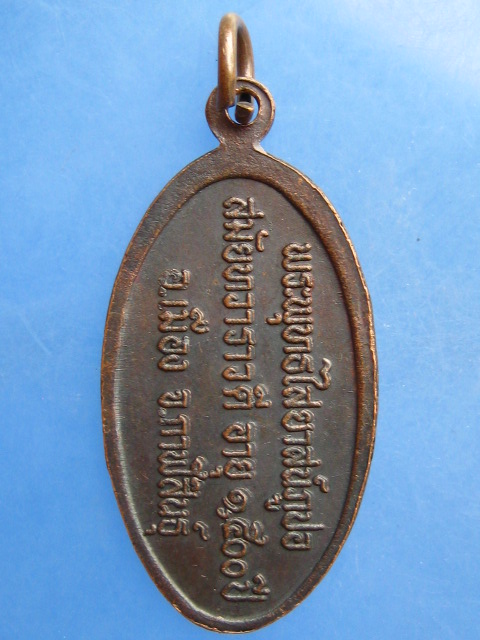 พระพุทธไสยาสน์ภูปอ
สมัยทวาราวดี อายุ ๑,๕๐๐ ปี
อ.เมือง จ.กาฬสินธุ์